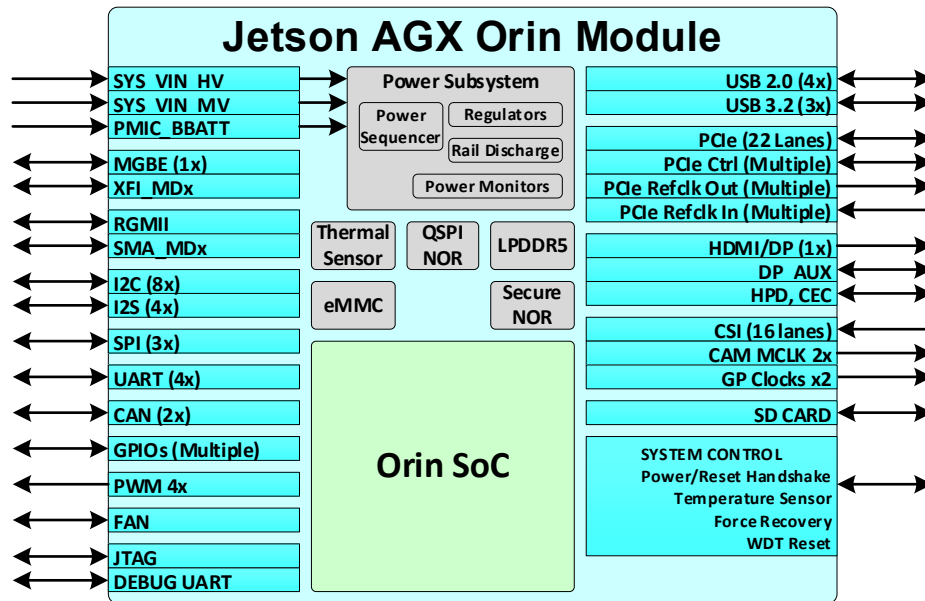 Jetson AGX Orin Module
SYS_VIN_HV
SYS_VIN_MV
PMIC_BBATT
MGBE (1x)
XFI_MDx
RGMII
SMA_MDx
I2C (8x)
I2S (4x)
SPI (3x)
UART (4x)
CAN (2x)
GPIOs (Multiple)
PWM 4x
FAN
JTAG
DEBUG UART
Power Subsystem
Power
Sequencer
Regulators
Rail Discharge
Power Monitors
Thermal
Sensor
QSPI
NOR
LPDDR5
eMMC
Secure
NOR
Orin SoC
USB 2.0 (4x)
USB 3.2 (3x)
PCIe (22 Lanes)
PCIe Ctrl (Multiple)
PCIe Refclk Out (Multiple)
PCIe Refclk In (Multiple)
HDMI/DP (1x)
DP_AUX
HPD, CEC
CSI (16 lanes)
CAM MCLK 2x
GP Clocks x2
SD CARD
SYSTEM CONTROL
Power/Reset Handshake
Temperature Sensor
Force Recovery
WDT Reset